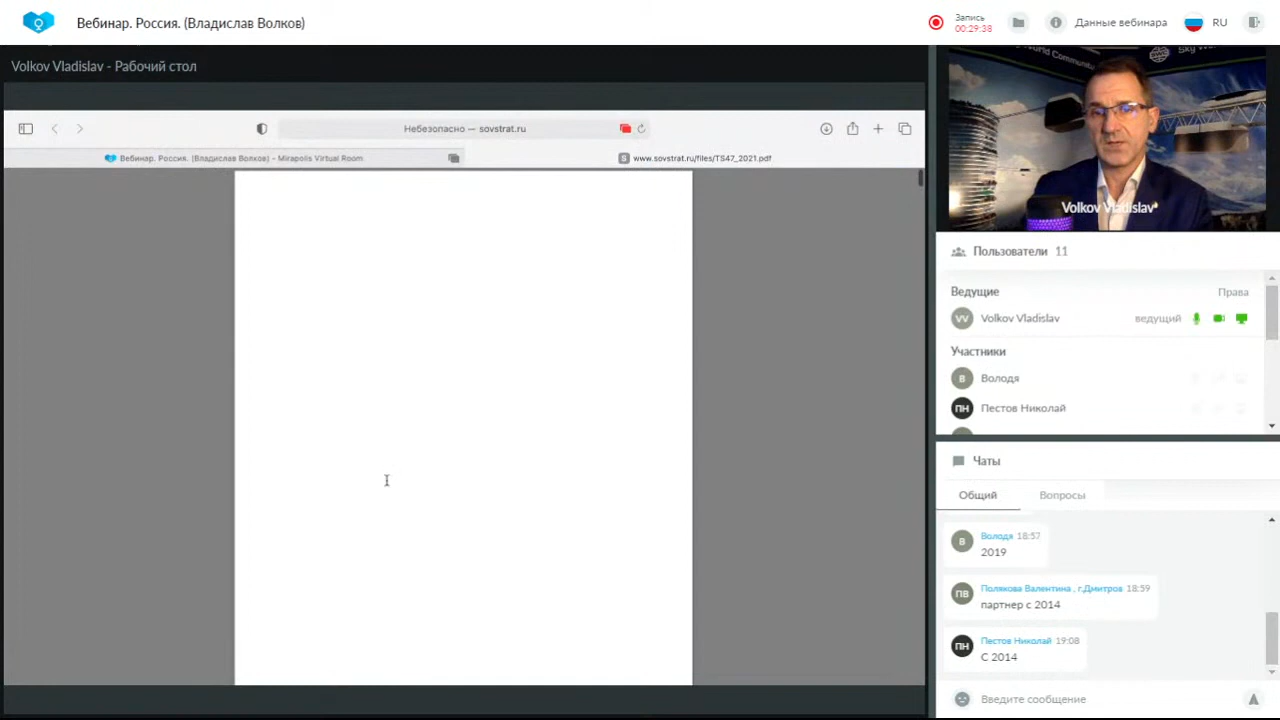 Вебинар. Россия. (Владислав Волков)
Запись
00:29:38
Данные вебинара
RU
Volkov Vladislav - Рабочий стол
Небезопасно — sovstrat.ru
Вебинар. Россия. (Владислав Волков) - Mirapolis Virtual Room
S
www.sovstrat.ru/files/TS47_2021.pdf
World Community
Volkov Vladislav
Пользователи 11
Ведущие
Права
VV
Volkov Vladislav
ведущий
Участники
В
Володя
ПН
Пестов Николай
Чаты
Общий
Вопросы
В
Володя 18:57
2019
ПВ
Полякова Валентина , г.Дмитров 18:59
партнер с 2014
ПН
Пестов Николай 19:08
С 2014
Введите сообщение